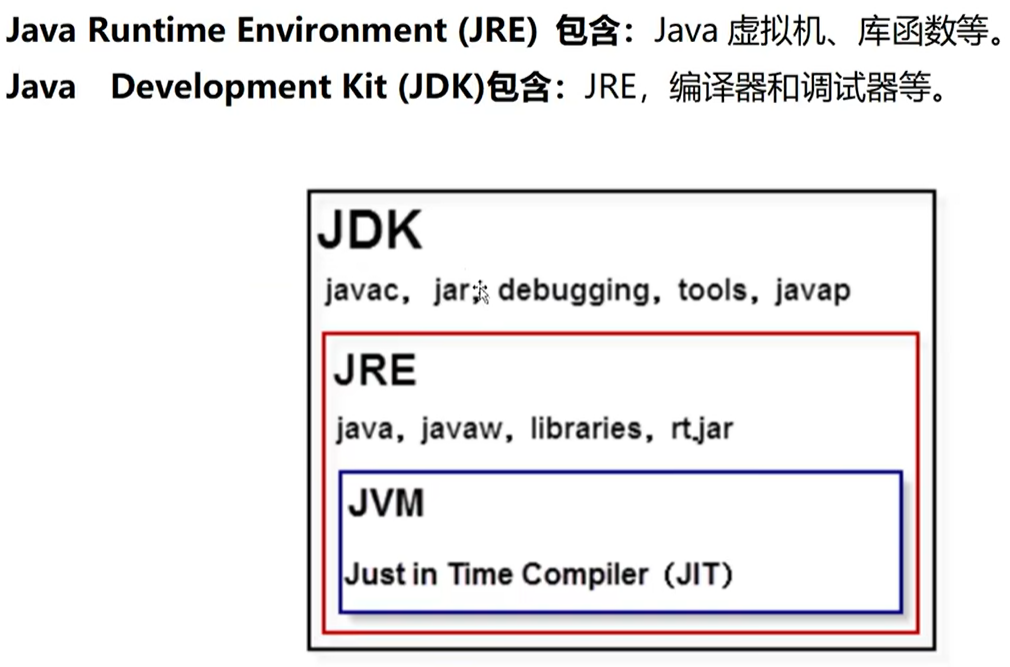 Java Runtime Environment (JRE) 包含：Java 虚拟机、库函数等。
Java Development Kit (JDK)包含：JRE，编译器和调试器等。
JDK
javac, jar, debugging, tools, javap
JRE
java, javaw, libraries, rt.jar
JVM
Just in Time Compiler (JIT)